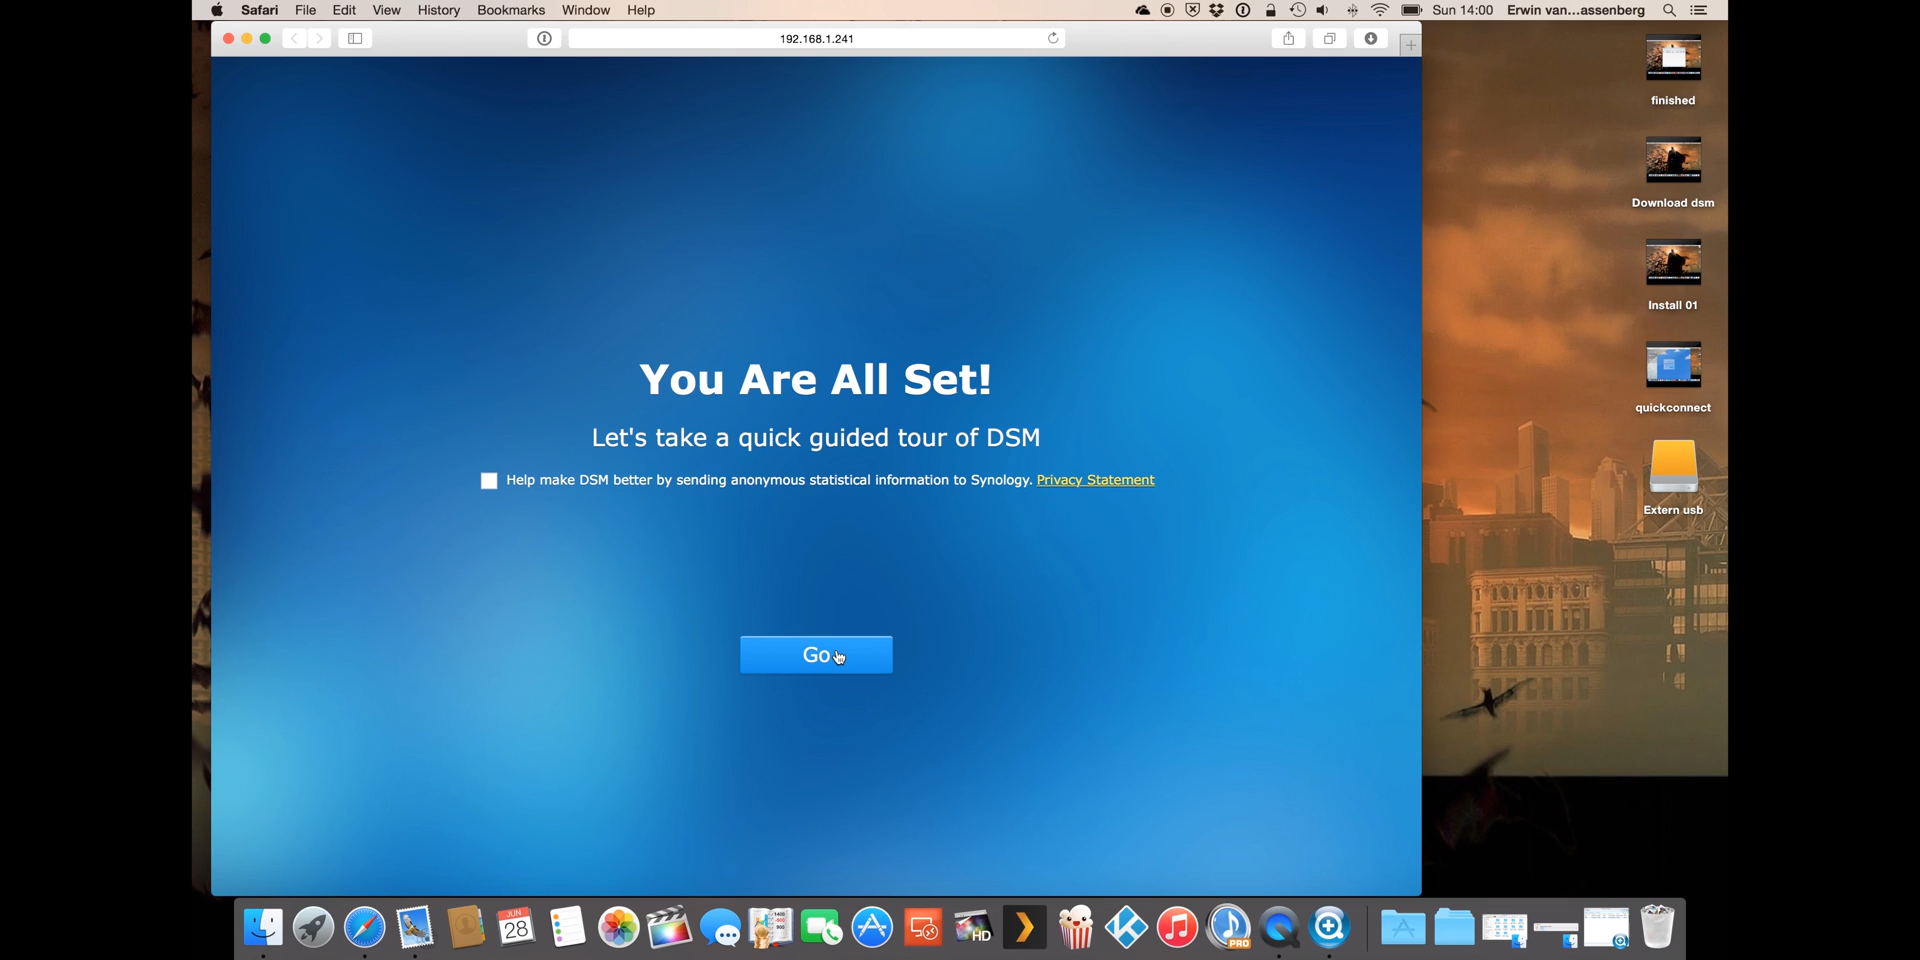 Safari File Edit View History Bookmarks Window Help Sun 14:00 Erwin van...assenberg
192.168.1.241
finished
Download dsm
Install 01
quickconnect
Extern usb
You Are All Set!
Let's take a quick guided tour of DSM
Help make DSM better by sending anonymous statistical information to Synology. Privacy Statement
Go
JUN
28
HD
PRO